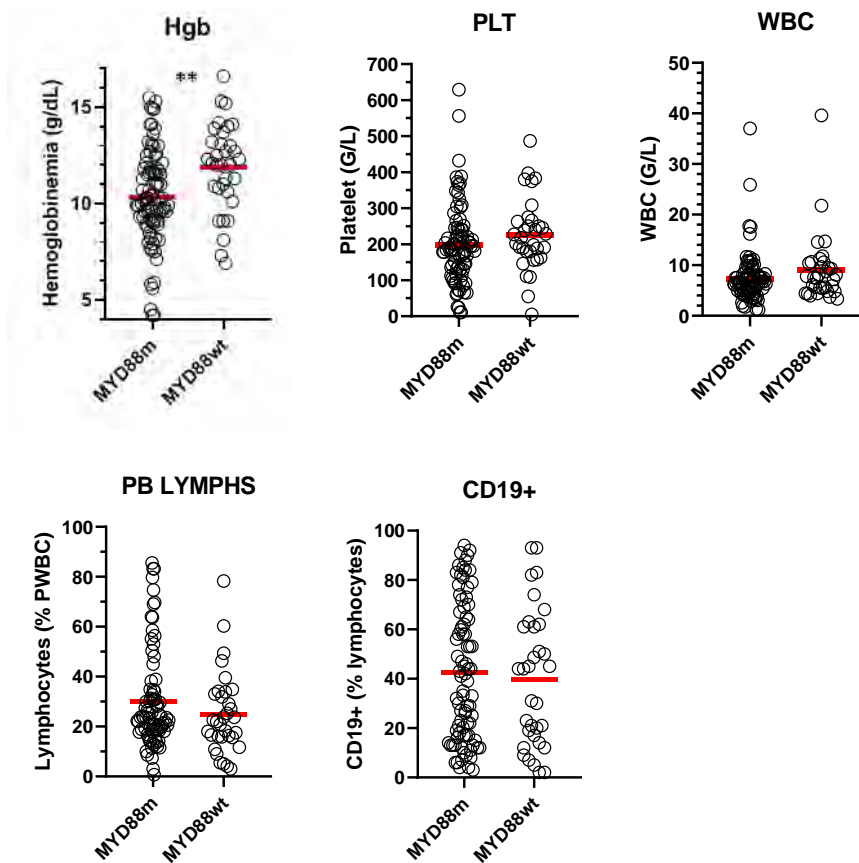 Hgb
**
Hemoglobinemia (g/dL)
15
10
5
MYD88m
MYD88wt
PLT
Platelet (G/L)
700
600
500
400
300
200
100
0
MYD88m
MYD88wt
WBC
WBC (G/L)
50
40
30
20
10
0
MYD88m
MYD88wt
PB LYMPHS
Lymphocytes (% PWBC)
100
80
60
40
20
0
MYD88m
MYD88wt
CD19+
CD19+ (% lymphocytes)
100
80
60
40
20
0
MYD88m
MYD88wt